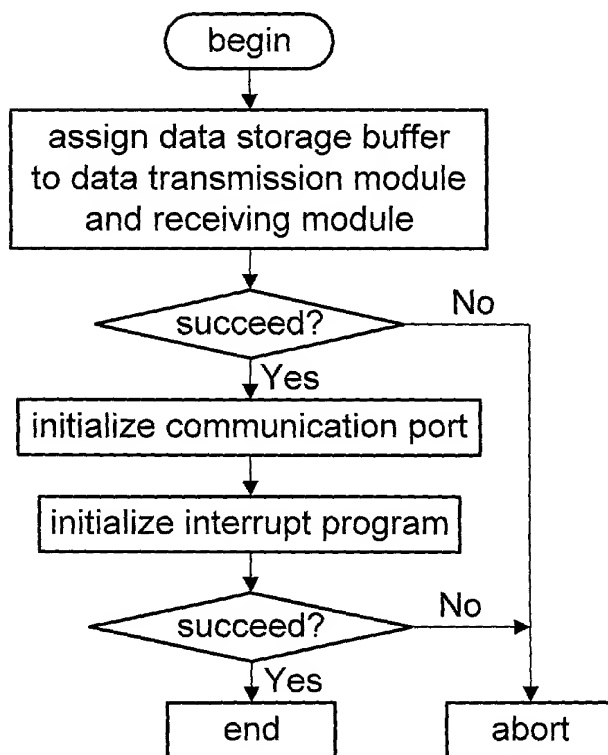 begin
assign data storage buffer
to data transmission module
and receiving module
succeed?
No
Yes
initialize communication port
initialize interrupt program
succeed?
No
Yes
end
abort